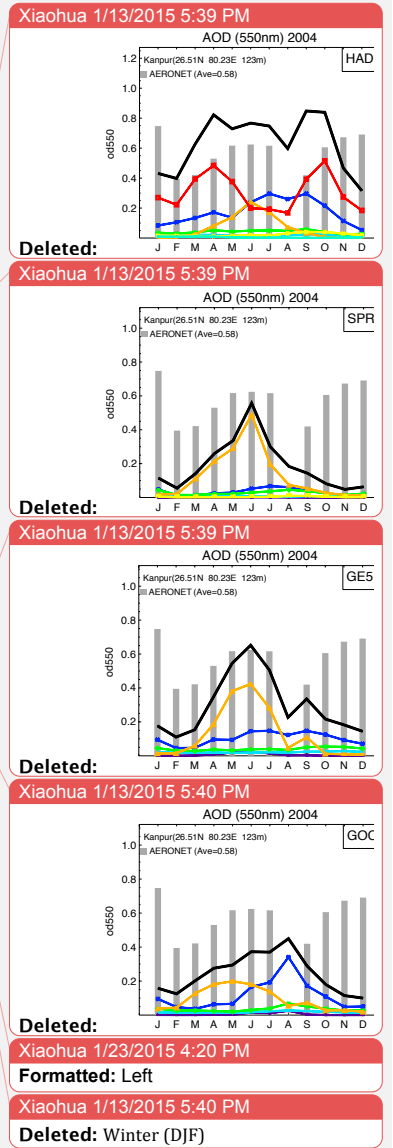 Xiaohua 1/13/2015 5:39 PM
AOD (550nm) 2004
Kanpur(26.51N 80.23E 123m)
HAD
AERONET (Ave=0.58)
od550
1.2
1.0
0.8
0.6
0.4
0.2
J F M A M J J A S O N D
Deleted:
Xiaohua 1/13/2015 5:39 PM
AOD (550nm) 2004
Kanpur(26.51N 80.23E 123m)
SPR
AERONET (Ave=0.58)
od550
1.0
0.8
0.6
0.4
0.2
J F M A M J J A S O N D
Deleted:
Xiaohua 1/13/2015 5:39 PM
AOD (550nm) 2004
Kanpur(26.51N 80.23E 123m)
GE5
AERONET (Ave=0.58)
od550
1.0
0.8
0.6
0.4
0.2
J F M A M J J A S O N D
Deleted:
Xiaohua 1/13/2015 5:40 PM
AOD (550nm) 2004
Kanpur(26.51N 80.23E 123m)
GOC
AERONET (Ave=0.58)
od550
1.0
0.8
0.6
0.4
0.2
J F M A M J J A S O N D
Deleted:
Xiaohua 1/23/2015 4:20 PM
Formatted: Left
Xiaohua 1/13/2015 5:40 PM
Deleted: Winter (DJF)